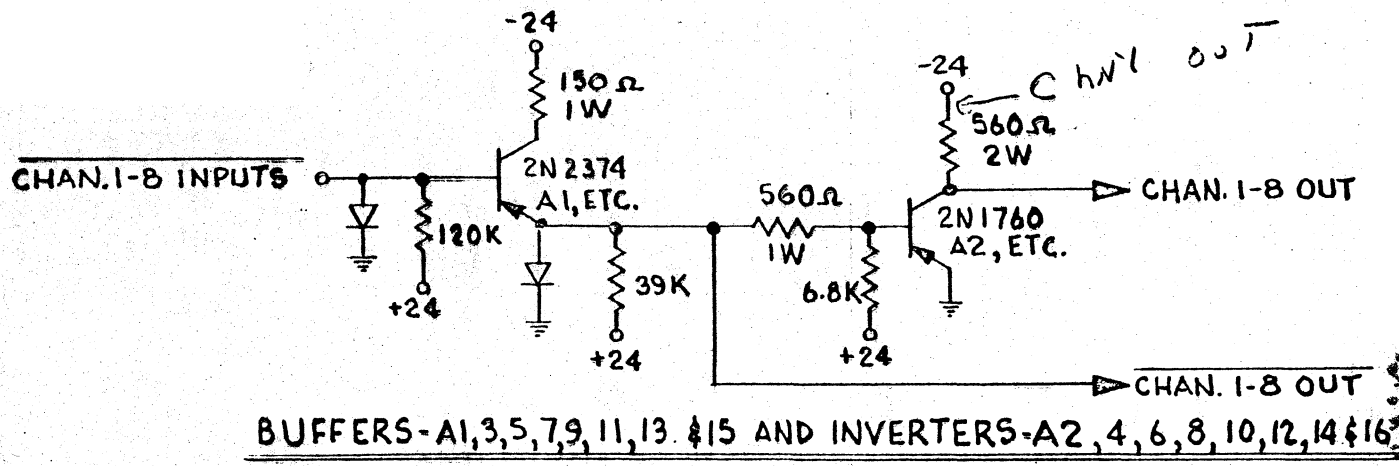 -24
150Ω
1W
CHAN. 1-8 INPUTS
2N2374
A1, ETC.
120K
+24
39K
+24
560Ω
1W
6.8K
+24
-24
560Ω
2W
CHAN. 1-8 OUT
2N1760
A2, ETC.
CHAN. 1-8 OUT
BUFFERS-A1,3,5,7,9,11,13. &15 AND INVERTERS-A2,4,6,8,10,12,14&16